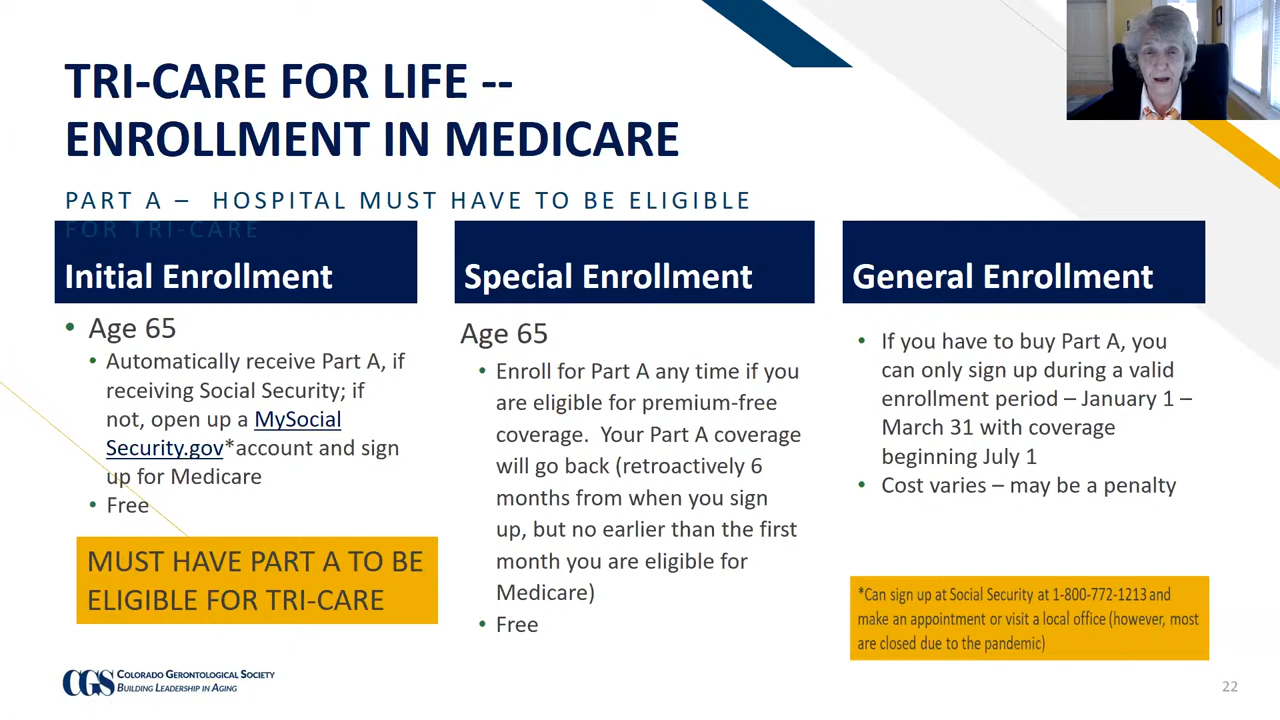 TRI-CARE FOR LIFE --
ENROLLMENT IN MEDICARE
PART A – HOSPITAL MUST HAVE TO BE ELIGIBLE
FOR TRI-CARE
Initial Enrollment
• Age 65
• Automatically receive Part A, if
receiving Social Security; if
not, open up a MySocial
Security.gov*account and sign
up for Medicare
• Free
MUST HAVE PART A TO BE
ELIGIBLE FOR TRI-CARE
Special Enrollment
Age 65
• Enroll for Part A any time if you
are eligible for premium-free
coverage. Your Part A coverage
will go back (retroactively 6
months from when you sign
up, but no earlier than the first
month you are eligible for
Medicare)
• Free
General Enrollment
• If you have to buy Part A, you
can only sign up during a valid
enrollment period – January 1 –
March 31 with coverage
beginning July 1
• Cost varies – may be a penalty
*Can sign up at Social Security at 1-800-772-1213 and
make an appointment or visit a local office (however, most
are closed due to the pandemic)
CGS COLORADO GERONTOLOGICAL SOCIETY
BUILDING LEADERSHIP IN AGING
22